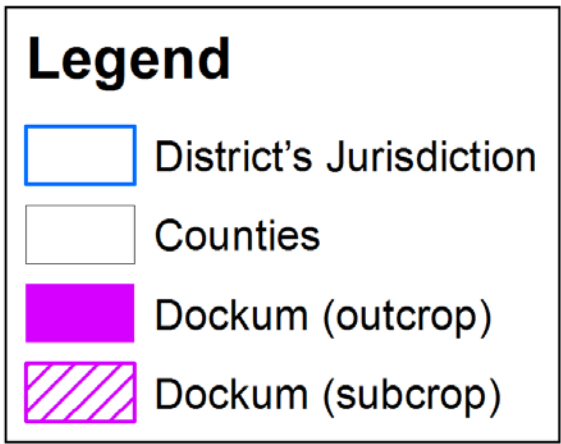 Legend
District’s Jurisdiction
Counties
Dockum (outcrop)
Dockum (subcrop)